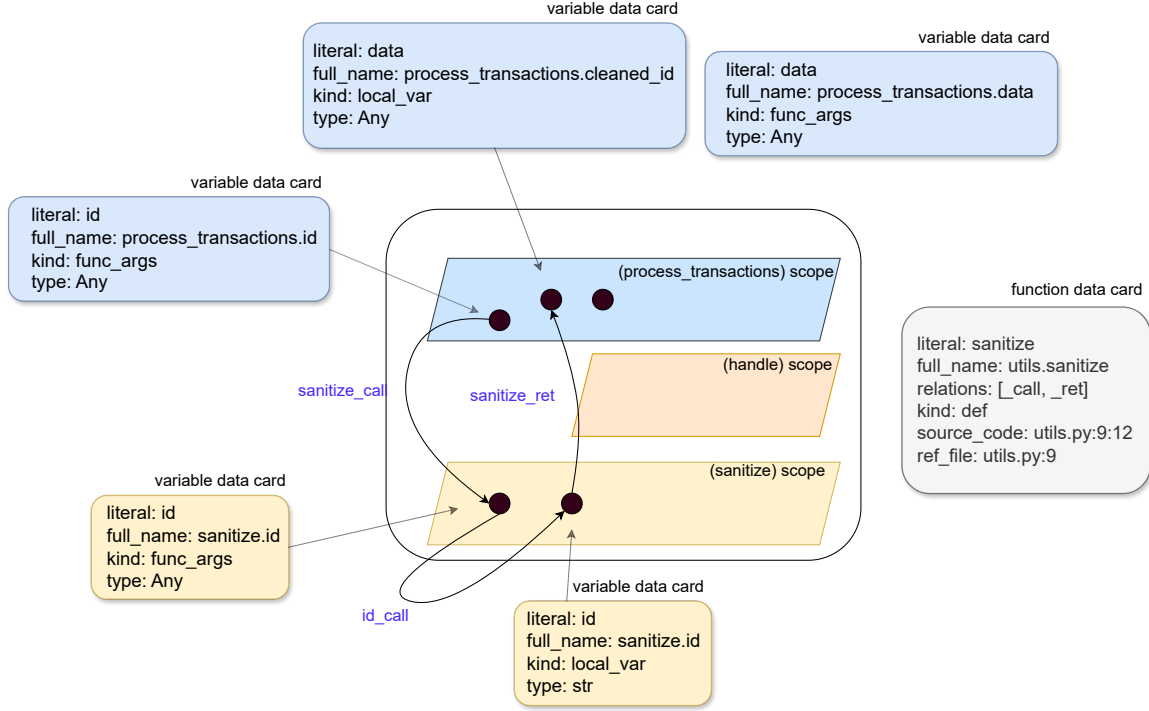 variable data card
literal: data
full_name: process_transactions.cleaned_id
kind: local_var
type: Any
variable data card
literal: data
full_name: process_transactions.data
kind: func_args
type: Any
variable data card
literal: id
full_name: process_transactions.id
kind: func_args
type: Any
(process_transactions) scope
function data card
literal: sanitize
full_name: utils.sanitize
relations: [_call, _ret]
kind: def
source_code: utils.py:9:12
ref_file: utils.py:9
(handle) scope
sanitize_call
sanitize_ret
(sanitize) scope
variable data card
literal: id
full_name: sanitize.id
kind: func_args
type: Any
id_call
variable data card
literal: id
full_name: sanitize.id
kind: local_var
type: str